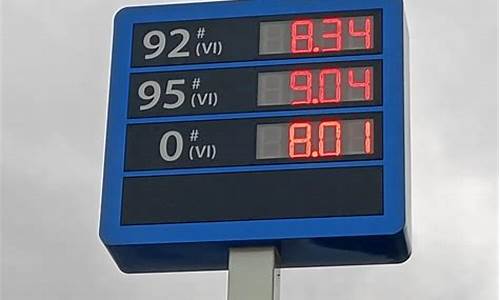 92 # (VI) 8.34
95 # (VI) 9.04
0 # (VI) 8.01